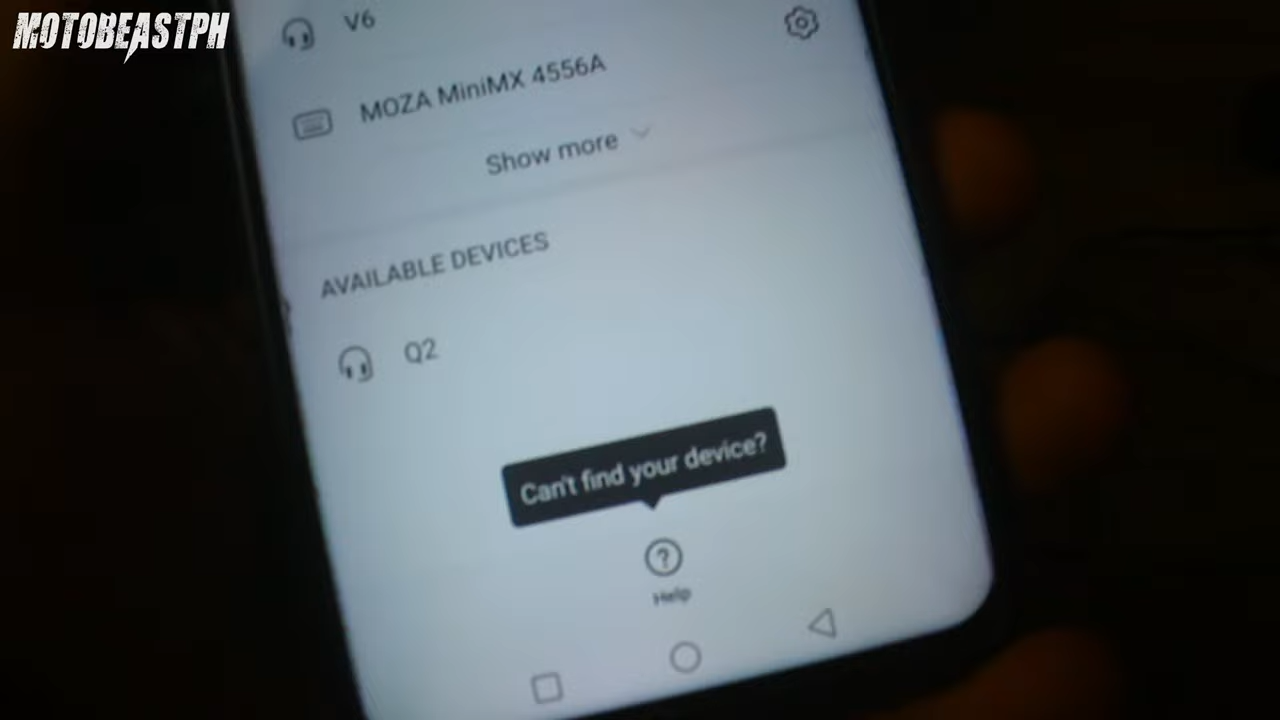 MOTOBEASTPH
V6
MOZA MiniMX 4556A
Show more
AVAILABLE DEVICES
Q2
Can't find your device?
Help